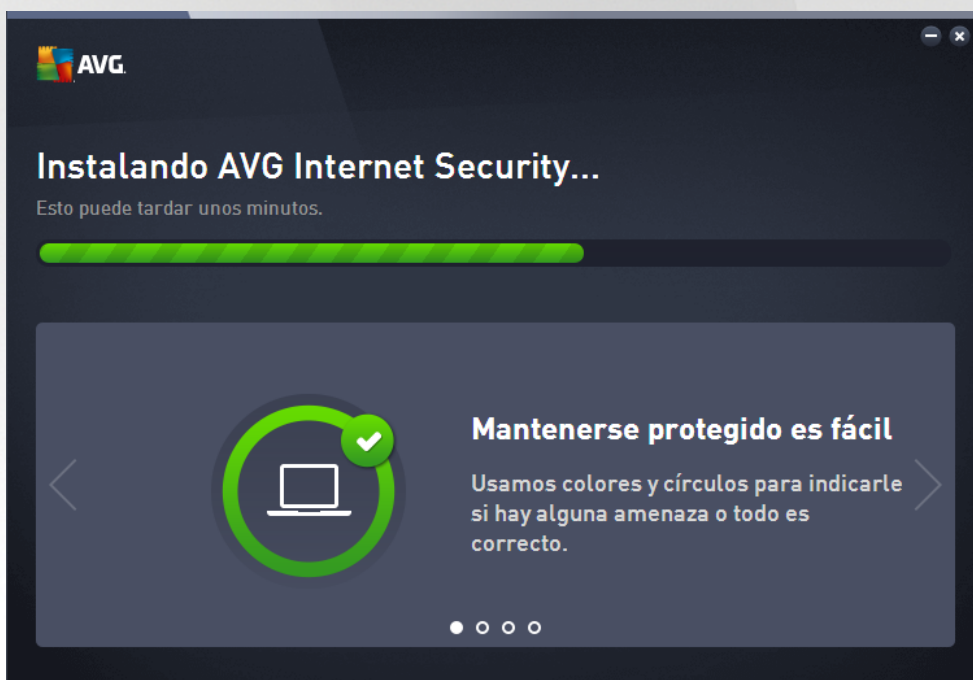 AVG.
Instalando AVG Internet Security...
Esto puede tardar unos minutos.
Mantenerse protegido es fácil
Usamos colores y círculos para indicarle
si hay alguna amenaza o todo es
correcto.